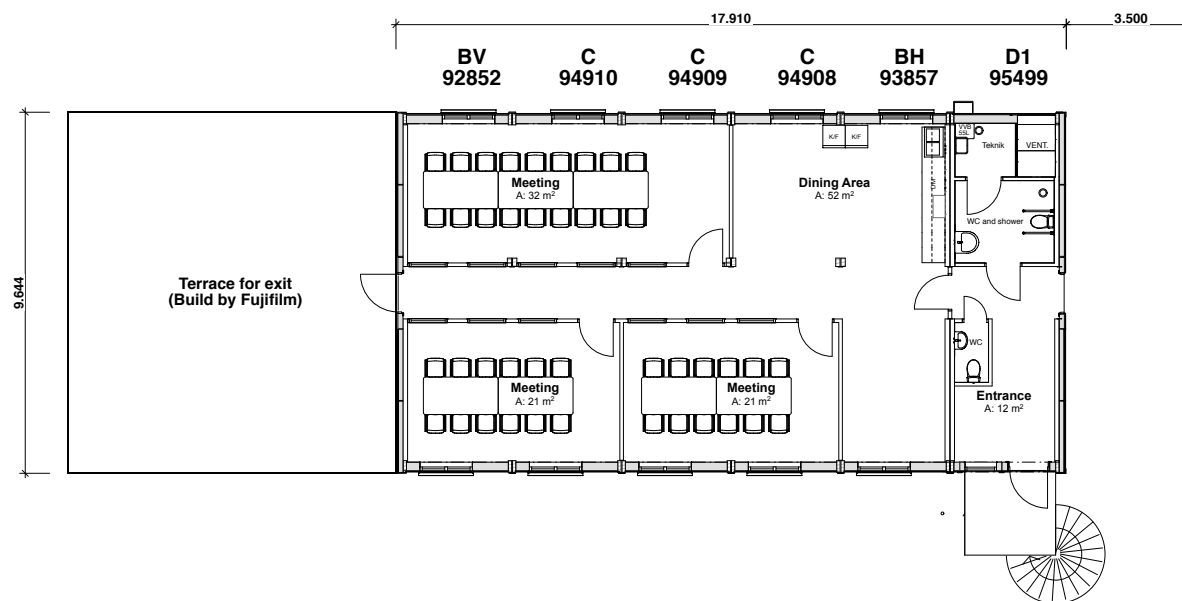 17.910
3.500
BV
92852
C
94910
C
94909
C
94908
BH
93857
D1
95499
K/F
K/F
VVB
55L
Teknik
VENT.
Meeting
A: 32 m²
Dining Area
A: 52 m²
DM
WC and shower
9.644
Terrace for exit
(Build by Fujifilm)
WC
Meeting
A: 21 m²
Meeting
A: 21 m²
Entrance
A: 12 m²